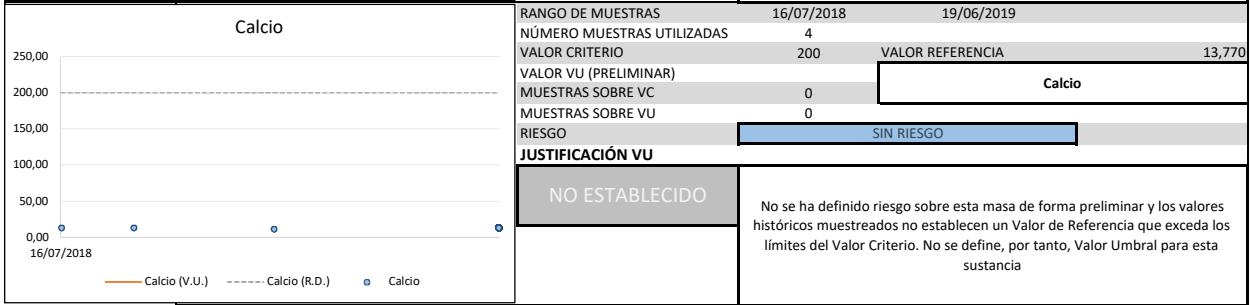 Calcio
250,00
200,00
150,00
100,00
50,00
0,00
16/07/2018
Calcio (V.U.) Calcio (R.D.) Calcio
RANGO DE MUESTRAS 16/07/2018 19/06/2019
NÚMERO MUESTRAS UTILIZADAS 4
VALOR CRITERIO 200 VALOR REFERENCIA 13,770
VALOR VU (PRELIMINAR)
Calcio
MUESTRAS SOBRE VC 0
MUESTRAS SOBRE VU 0
RIESGO SIN RIESGO
JUSTIFICACIÓN VU
NO ESTABLECIDO
No se ha definido riesgo sobre esta masa de forma preliminar y los valores
históricos muestreados no establecen un Valor de Referencia que exceda los
límites del Valor Criterio. No se define, por tanto, Valor Umbral para esta
sustancia